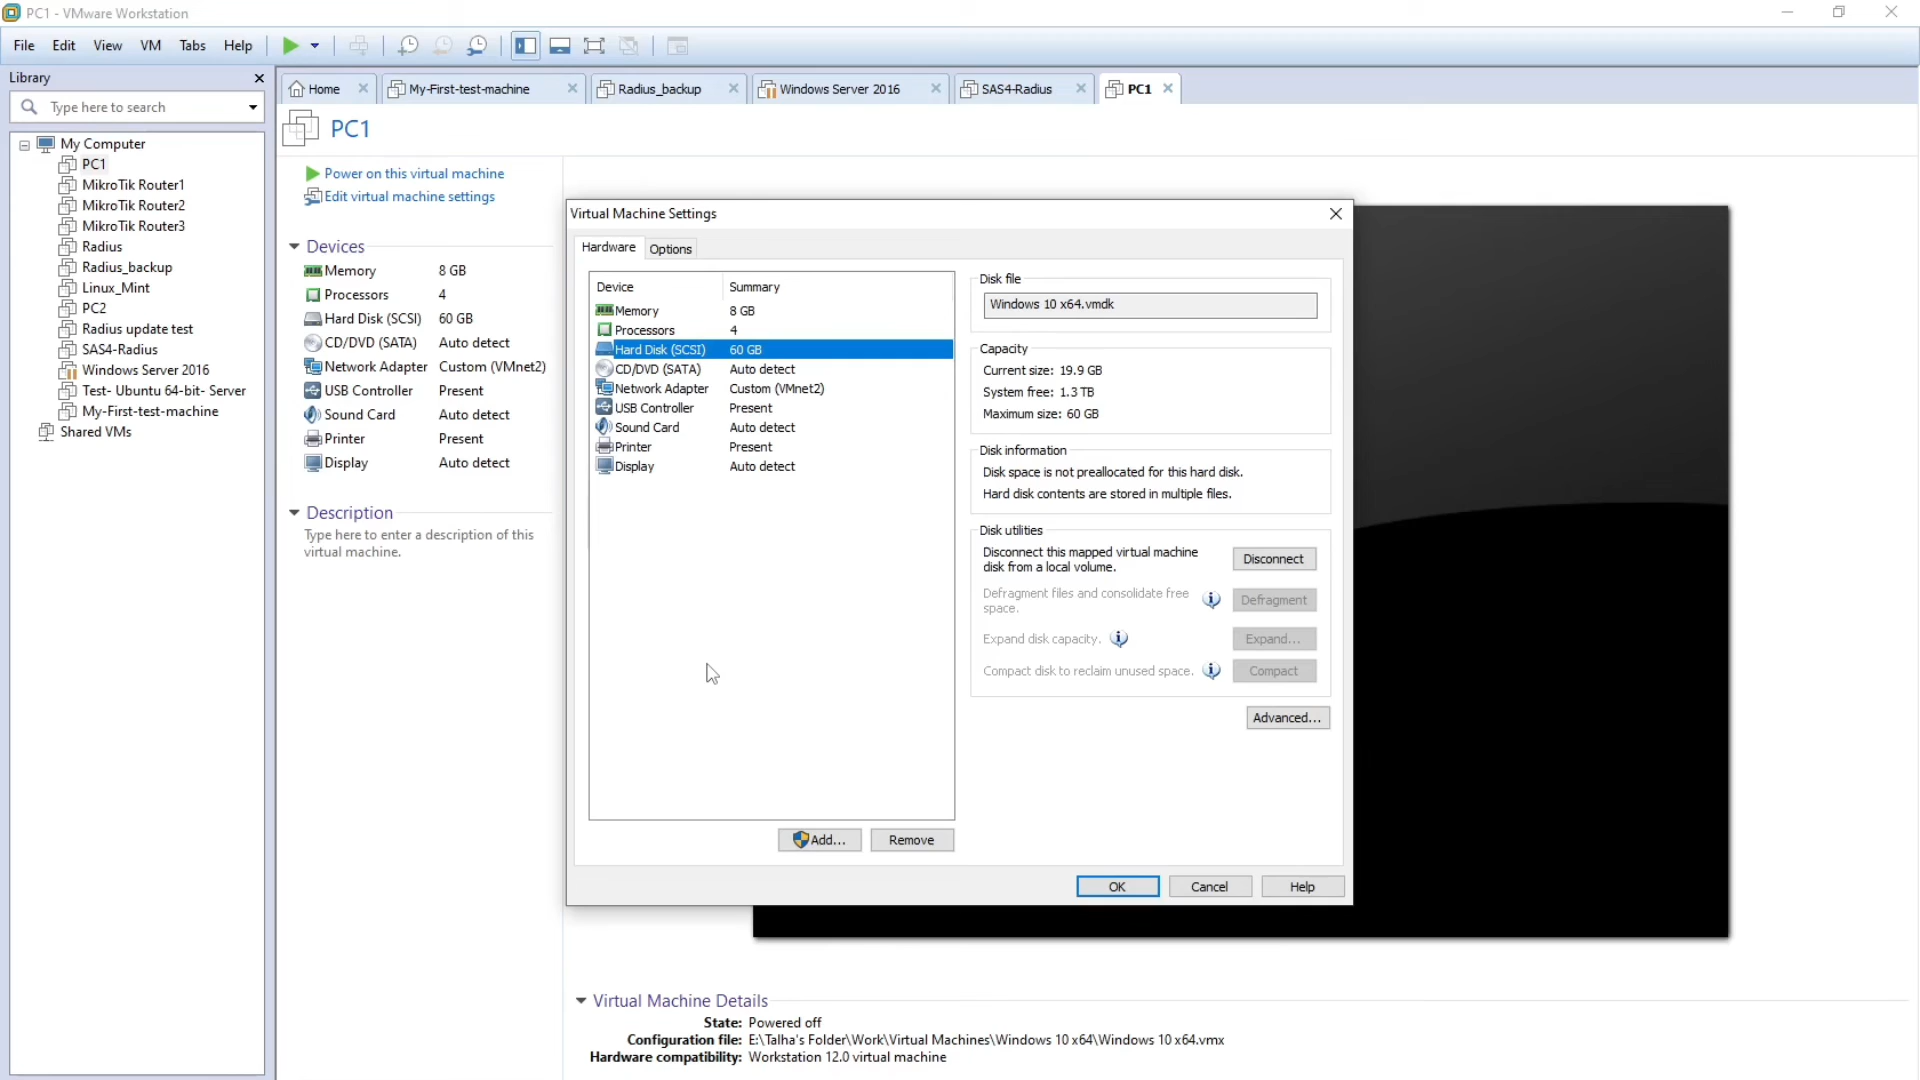 PC1 - VMware Workstation
File Edit View VM Tabs Help
Library
Type here to search
My Computer
PC1
MikroTik Router1
MikroTik Router2
MikroTik Router3
Radius
Radius_backup
Linux_Mint
PC2
Radius update test
SAS4-Radius
Windows Server 2016
Test- Ubuntu 64-bit- Server
My-First-test-machine
Shared VMs
Home My-First-test-machine Radius_backup Windows Server 2016 SAS4-Radius PC1
PC1
Power on this virtual machine
Edit virtual machine settings
Devices
Memory 8 GB
Processors 4
Hard Disk (SCSI) 60 GB
CD/DVD (SATA) Auto detect
Network Adapter Custom (VMnet2)
USB Controller Present
Sound Card Auto detect
Printer Present
Display Auto detect
Description
Type here to enter a description of this
virtual machine.
Virtual Machine Settings
Hardware Options
Device Summary
Memory 8 GB
Processors 4
Hard Disk (SCSI) 60 GB
CD/DVD (SATA) Auto detect
Network Adapter Custom (VMnet2)
USB Controller Present
Sound Card Auto detect
Printer Present
Display Auto detect
Add... Remove
Disk file
Windows 10 x64.vmdk
Capacity
Current size: 19.9 GB
System free: 1.3 TB
Maximum size: 60 GB
Disk information
Disk space is not preallocated for this hard disk.
Hard disk contents are stored in multiple files.
Disk utilities
Disconnect this mapped virtual machine
disk from a local volume. Disconnect
Defragment files and consolidate free
space. Defragment
Expand disk capacity. Expand...
Compact disk to reclaim unused space. Compact
Advanced...
OK Cancel Help
Virtual Machine Details
State: Powered off
Configuration file: E:\Talha's Folder\Work\Virtual Machines\Windows 10 x64\Windows 10 x64.vmx
Hardware compatibility: Workstation 12.0 virtual machine